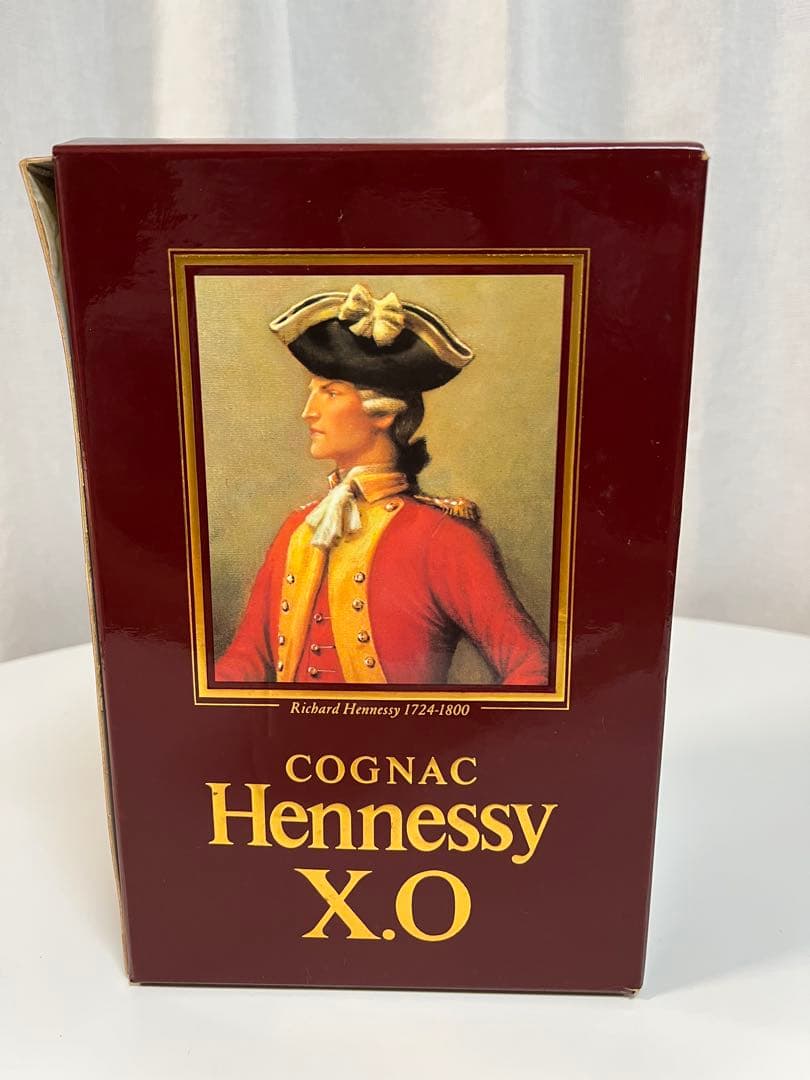 Richard Hennessy 1724-1800
COGNAC
Hennessy
X.O